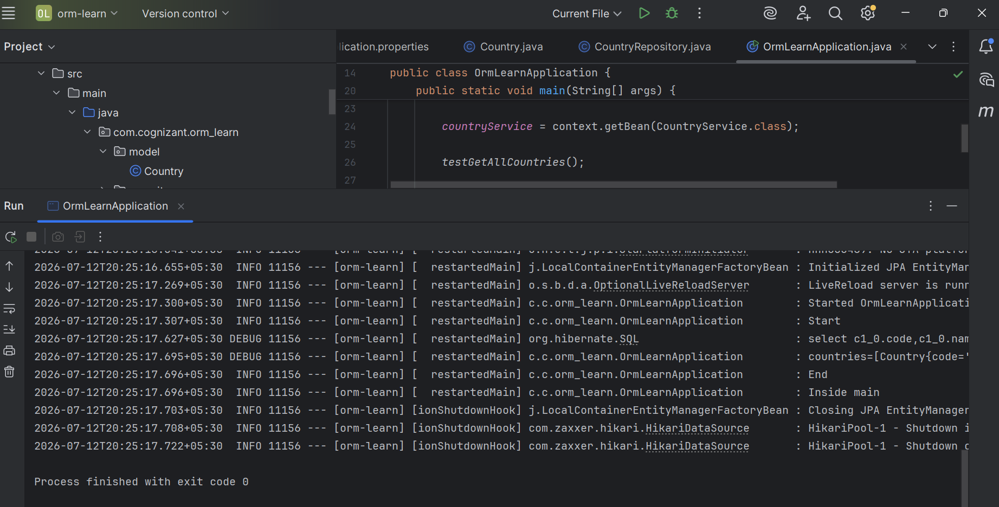 OL orm-learn Version control Current File
Project
lication.properties Country.java CountryRepository.java OrmLearnApplication.java
src
main
java
com.cognizant.orm_learn
model
Country
14 public class OrmLearnApplication {
20 public static void main(String[] args) {
23
24 countryService = context.getBean(CountryService.class);
25
26 testGetAllCountries();
27
m
Run OrmLearnApplication
2026-07-12T20:25:16.655+05:30 INFO 11156 --- [orm-learn] [ restartedMain] j.LocalContainerEntityManagerFactoryBean : Initialized JPA EntityMan
2026-07-12T20:25:17.269+05:30 INFO 11156 --- [orm-learn] [ restartedMain] o.s.b.d.a.OptionalLiveReloadServer : LiveReload server is runn
2026-07-12T20:25:17.300+05:30 INFO 11156 --- [orm-learn] [ restartedMain] c.c.orm_learn.OrmLearnApplication : Started OrmLearnApplicati
2026-07-12T20:25:17.307+05:30 INFO 11156 --- [orm-learn] [ restartedMain] c.c.orm_learn.OrmLearnApplication : Start
2026-07-12T20:25:17.627+05:30 DEBUG 11156 --- [orm-learn] [ restartedMain] org.hibernate.SQL : select c1_0.code,c1_0.nam
2026-07-12T20:25:17.695+05:30 DEBUG 11156 --- [orm-learn] [ restartedMain] c.c.orm_learn.OrmLearnApplication : countries=[Country{code='
2026-07-12T20:25:17.696+05:30 INFO 11156 --- [orm-learn] [ restartedMain] c.c.orm_learn.OrmLearnApplication : End
2026-07-12T20:25:17.696+05:30 INFO 11156 --- [orm-learn] [ restartedMain] c.c.orm_learn.OrmLearnApplication : Inside main
2026-07-12T20:25:17.703+05:30 INFO 11156 --- [orm-learn] [ionShutdownHook] j.LocalContainerEntityManagerFactoryBean : Closing JPA EntityManager
2026-07-12T20:25:17.708+05:30 INFO 11156 --- [orm-learn] [ionShutdownHook] com.zaxxer.hikari.HikariDataSource : HikariPool-1 - Shutdown i
2026-07-12T20:25:17.722+05:30 INFO 11156 --- [orm-learn] [ionShutdownHook] com.zaxxer.hikari.HikariDataSource : HikariPool-1 - Shutdown c
Process finished with exit code 0